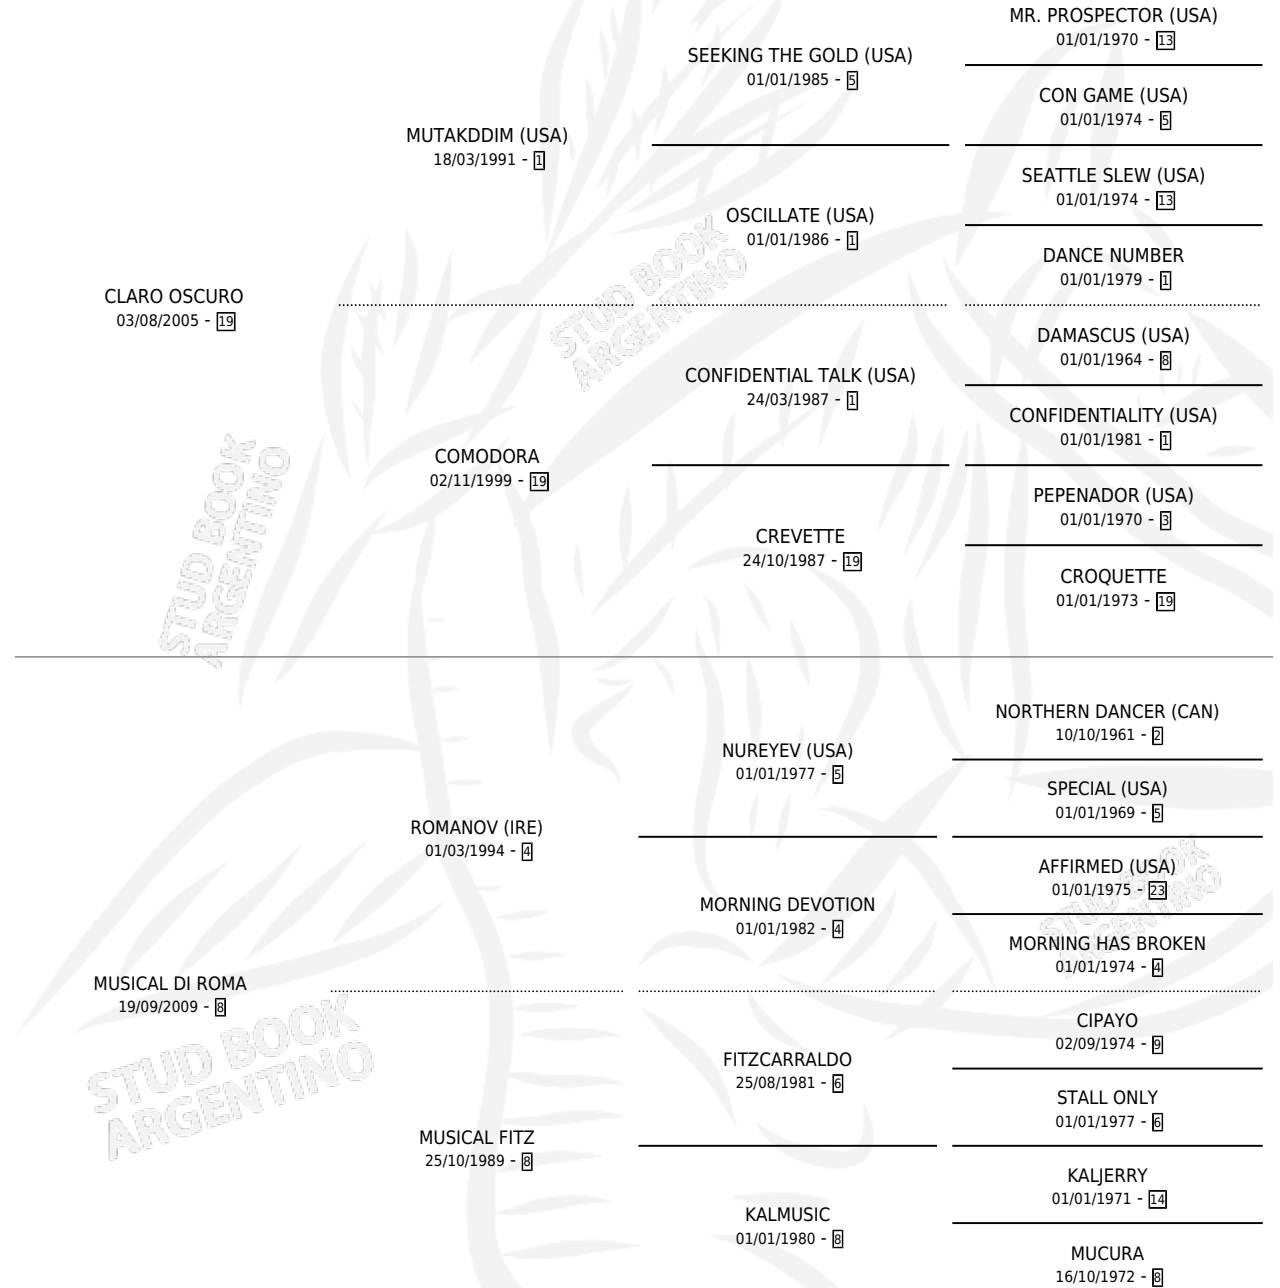 MR. PROSPECTOR (USA)
01/01/1970 - 13
SEEKING THE GOLD (USA)
01/01/1985 - 5
CON GAME (USA)
01/01/1974 - 5
MUTAKDDIM (USA)
18/03/1991 - 1
SEATTLE SLEW (USA)
01/01/1974 - 13
OSCILLATE (USA)
01/01/1986 - 1
DANCE NUMBER
01/01/1979 - 1
CLARO OSCURO
03/08/2005 - 19
STUD BOOK
ARGENTINO
DAMASCUS (USA)
01/01/1964 - 8
CONFIDENTIAL TALK (USA)
24/03/1987 - 1
CONFIDENTIALITY (USA)
01/01/1981 - 1
COMODORA
02/11/1999 - 19
PEPENADOR (USA)
01/01/1970 - 3
CREVETTE
24/10/1987 - 19
CROQUETTE
01/01/1973 - 19
STUD BOOK
ARGENTINO
NORTHERN DANCER (CAN)
10/10/1961 - 2
NUREYEV (USA)
01/01/1977 - 5
SPECIAL (USA)
01/01/1969 - 5
ROMANOV (IRE)
01/03/1994 - 4
AFFIRMED (USA)
01/01/1975 - 23
MORNING DEVOTION
01/01/1982 - 4
STUD BOOK
ARGENTINO
MORNING HAS BROKEN
01/01/1974 - 4
MUSICAL DI ROMA
19/09/2009 - 8
STUD BOOK
ARGENTINO
CIPAYO
02/09/1974 - 9
FITZCARRALDO
25/08/1981 - 6
STALL ONLY
01/01/1977 - 6
MUSICAL FITZ
25/10/1989 - 8
KALJERRY
01/01/1971 - 14
KALMUSIC
01/01/1980 - 8
MUCURA
16/10/1972 - 8